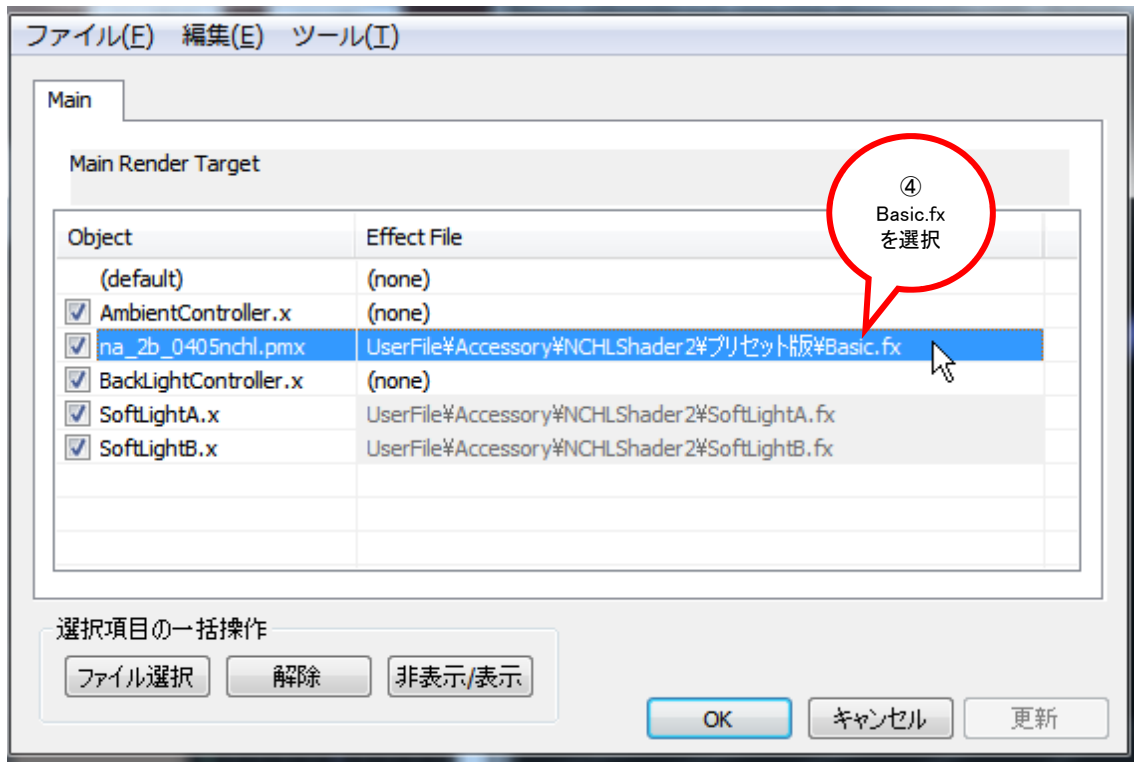 ファイル(F) 編集(E) ツール(T)
Main
Main Render Target
④
Basic.fx
を選択
Object Effect File
(default) (none)
AmbientController.x (none)
na_2b_0405nchl.pmx UserFile¥Accessory¥NCHLShader2¥プリセット版¥Basic.fx
BackLightController.x (none)
SoftLightA.x UserFile¥Accessory¥NCHLShader2¥SoftLightA.fx
SoftLightB.x UserFile¥Accessory¥NCHLShader2¥SoftLightB.fx
選択項目の一括操作
ファイル選択 解除 非表示/表示
OK キャンセル 更新